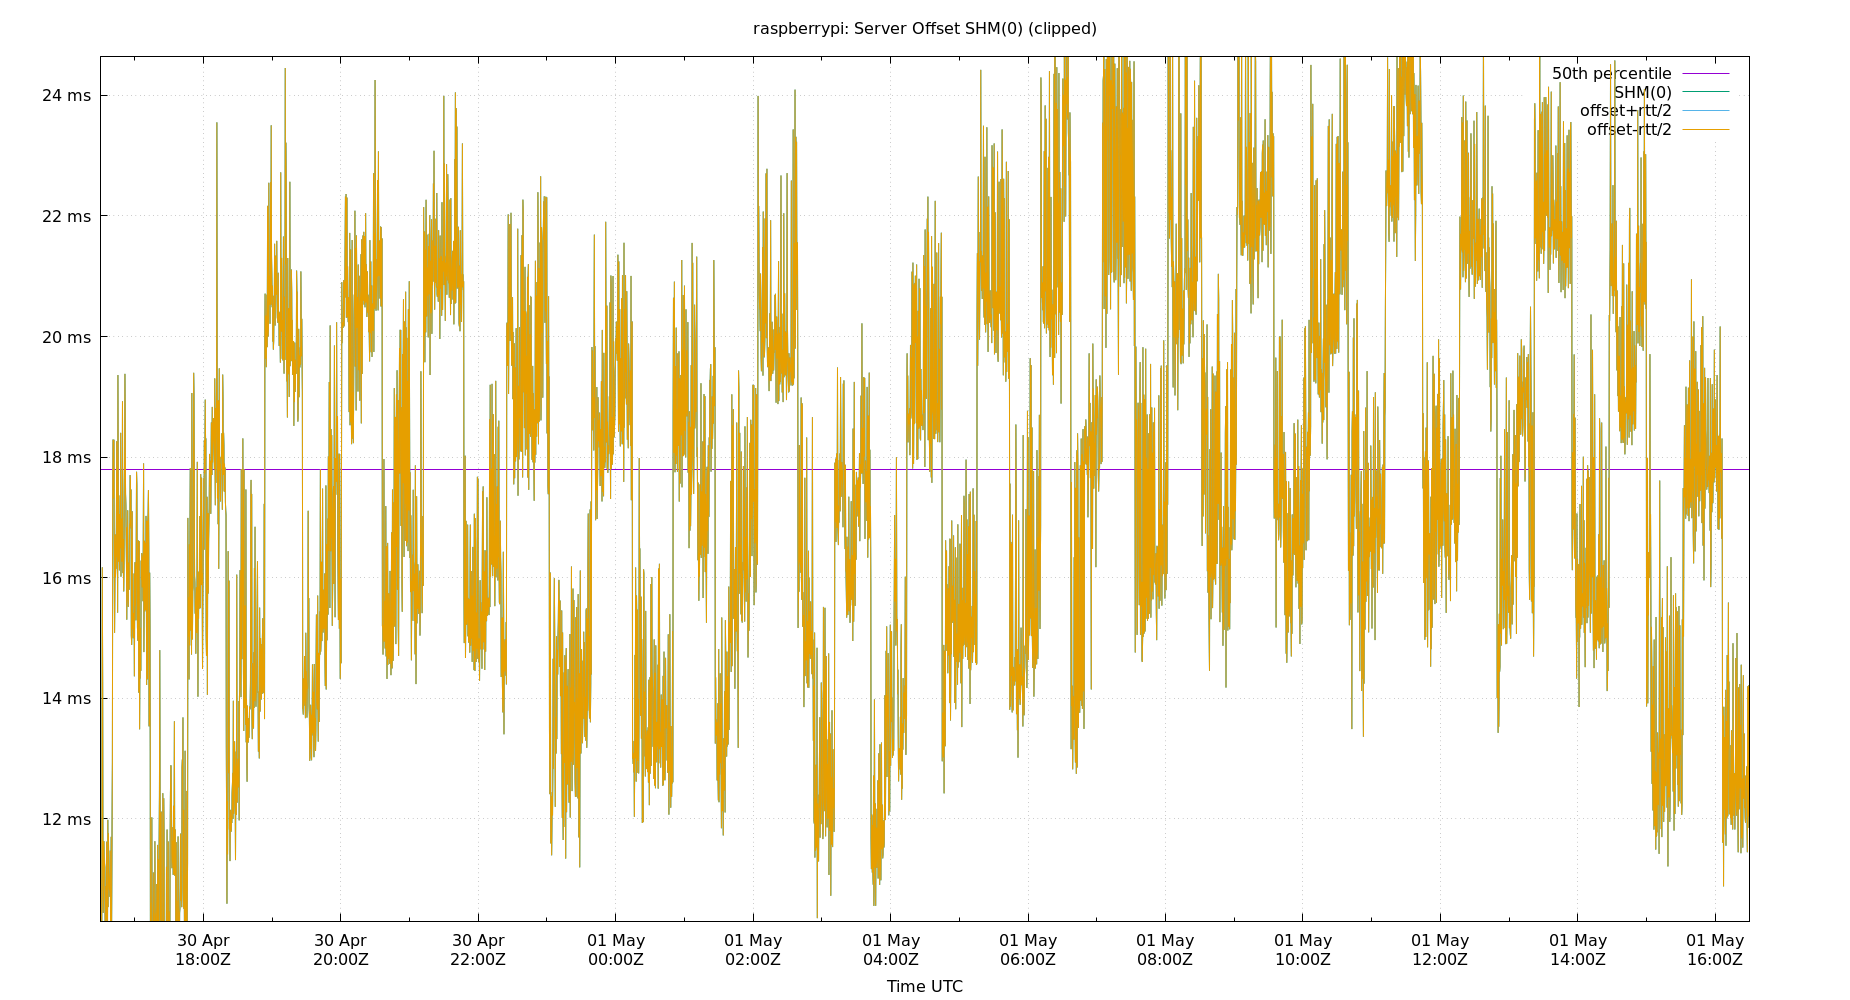 raspberrypi: Server Offset SHM(0) (clipped)
50th percentile
SHM(0)
offset+rtt/2
offset-rtt/2
24 ms
22 ms
20 ms
18 ms
16 ms
14 ms
12 ms
30 Apr 30 Apr 30 Apr 01 May 01 May 01 May 01 May 01 May 01 May 01 May 01 May 01 May
18:00Z 20:00Z 22:00Z 00:00Z 02:00Z 04:00Z 06:00Z 08:00Z 10:00Z 12:00Z 14:00Z 16:00Z
Time UTC